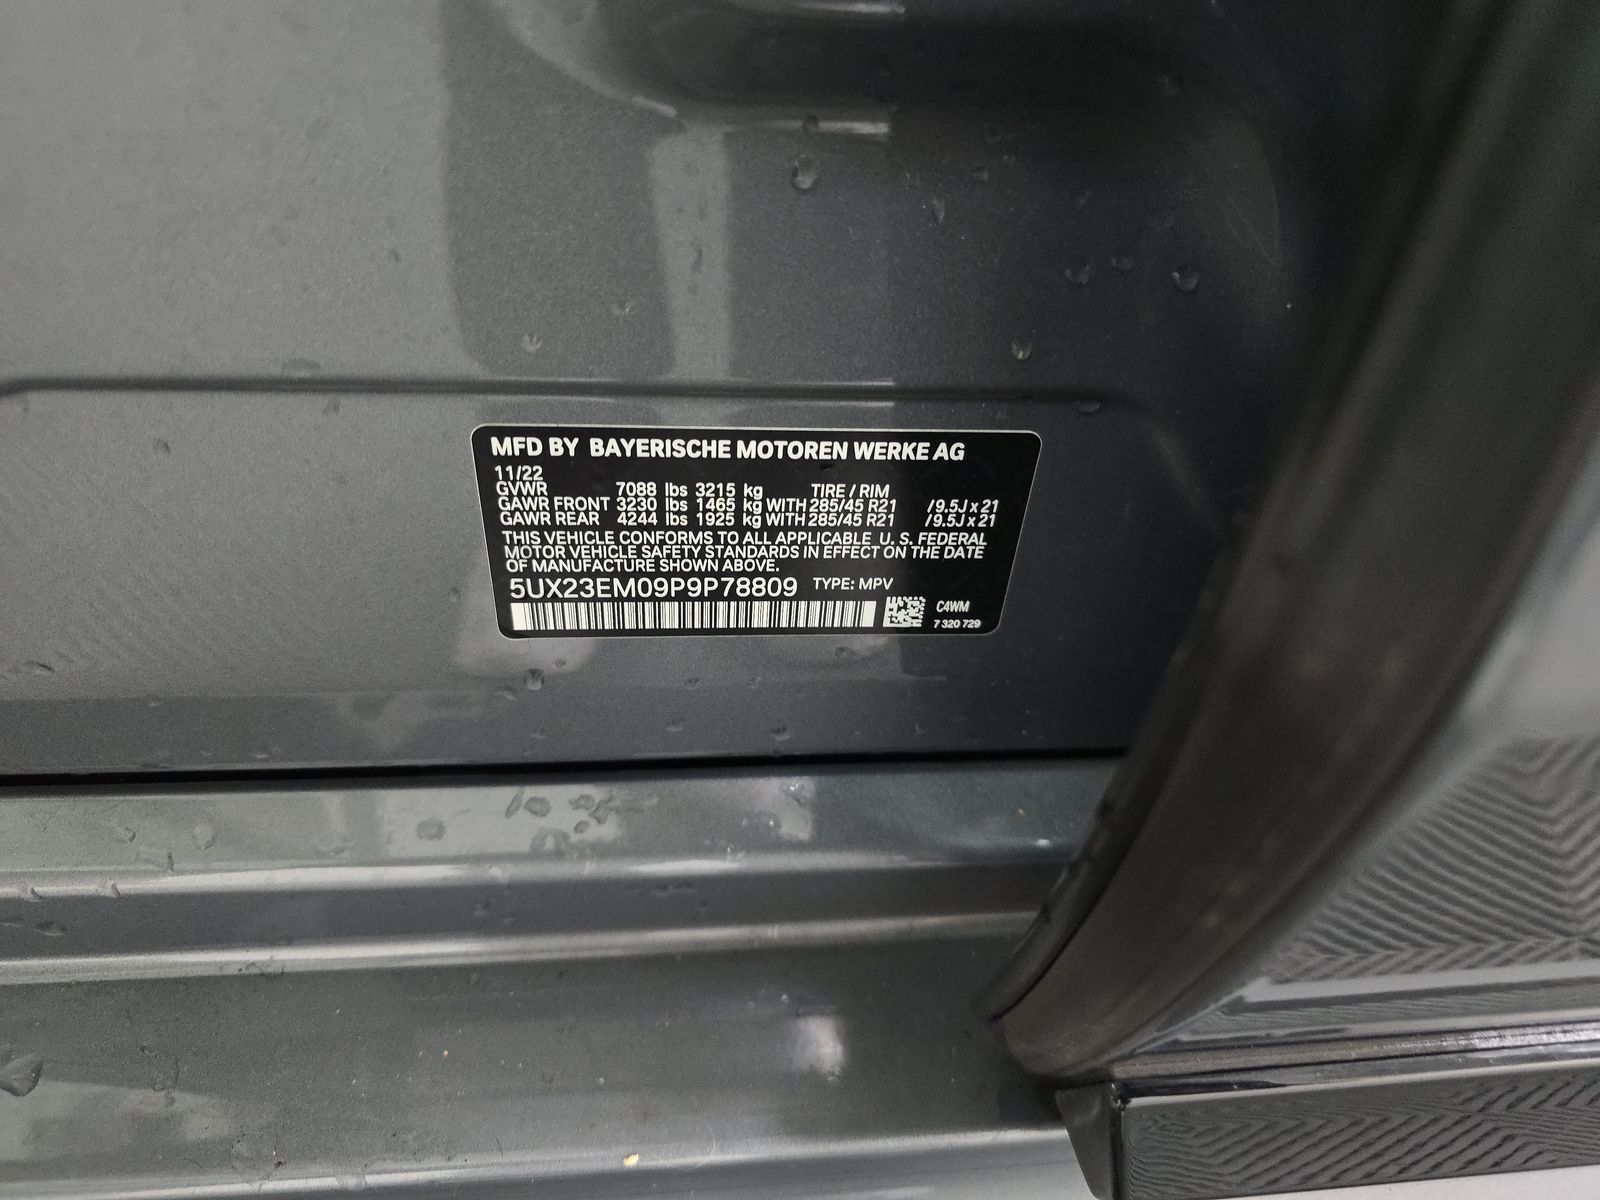 MFD BY BAYERISCHE MOTOREN WERKE AG
11/22
GVWR 7088 lbs 3215 kg TIRE / RIM
GAWR FRONT 3230 lbs 1465 kg WITH 285/45 R21 /9.5J x 21
GAWR REAR 4244 lbs 1925 kg WITH 285/45 R21 /9.5J x 21
THIS VEHICLE CONFORMS TO ALL APPLICABLE U. S. FEDERAL
MOTOR VEHICLE SAFETY STANDARDS IN EFFECT ON THE DATE
OF MANUFACTURE SHOWN ABOVE.
5UX23EM09P9P78809 TYPE: MPV
C4WM
7 320 729